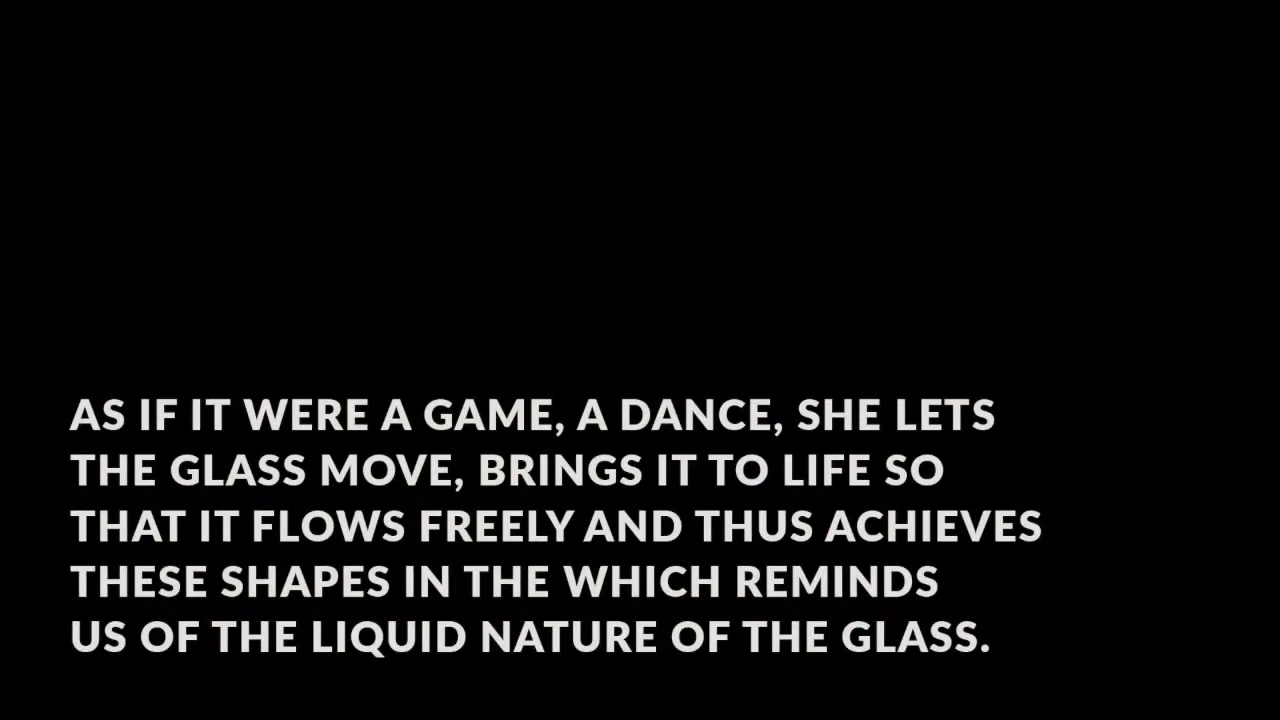 AS IF IT WERE A GAME, A DANCE, SHE LETS
THE GLASS MOVE, BRINGS IT TO LIFE SO
THAT IT FLOWS FREELY AND THUS ACHIEVES
THESE SHAPES IN THE WHICH REMINDS
US OF THE LIQUID NATURE OF THE GLASS.